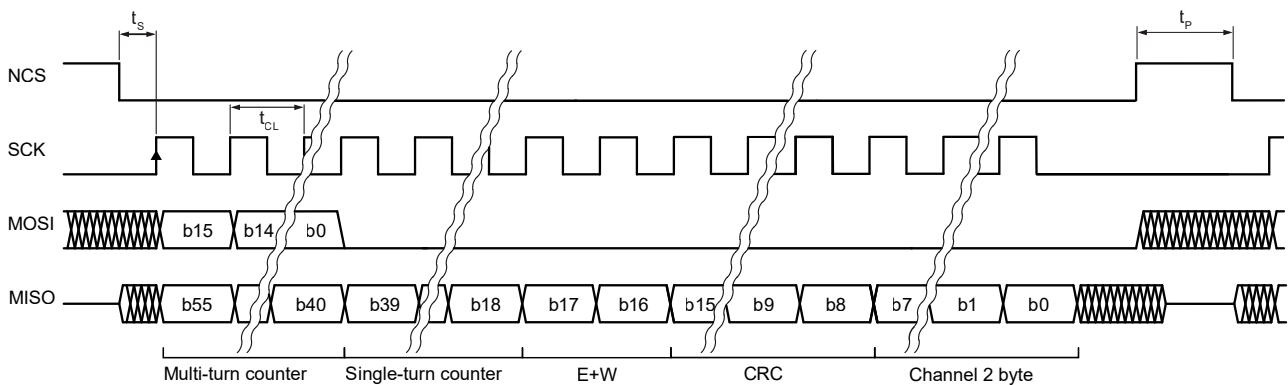 tS tP
NCS
tCL
SCK
MOSI b15 b14 b0
MISO b55 b40 b39 b18 b17 b16 b15 b9 b8 b7 b1 b0
Multi-turn counter Single-turn counter E+W CRC Channel 2 byte